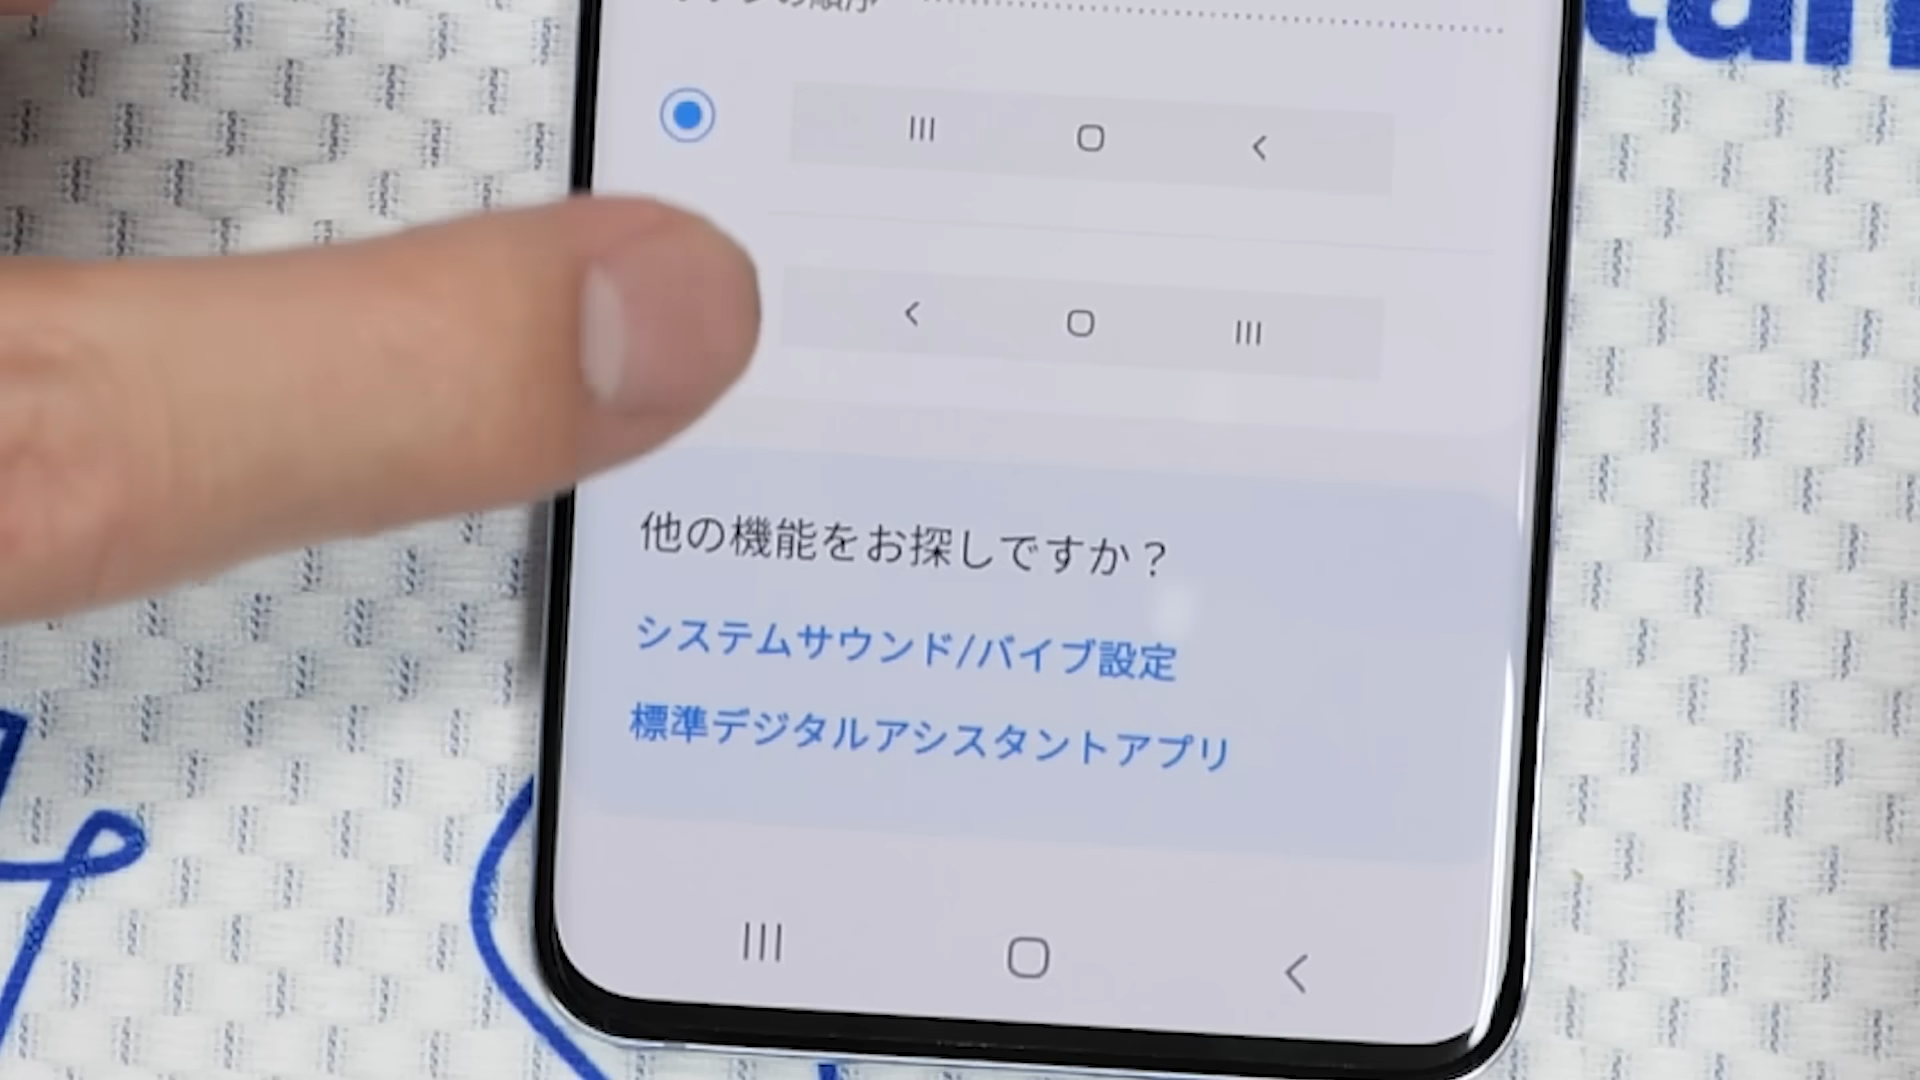 他の機能をお探しですか？
システムサウンド/バイブ設定
標準デジタルアシスタントアプリ